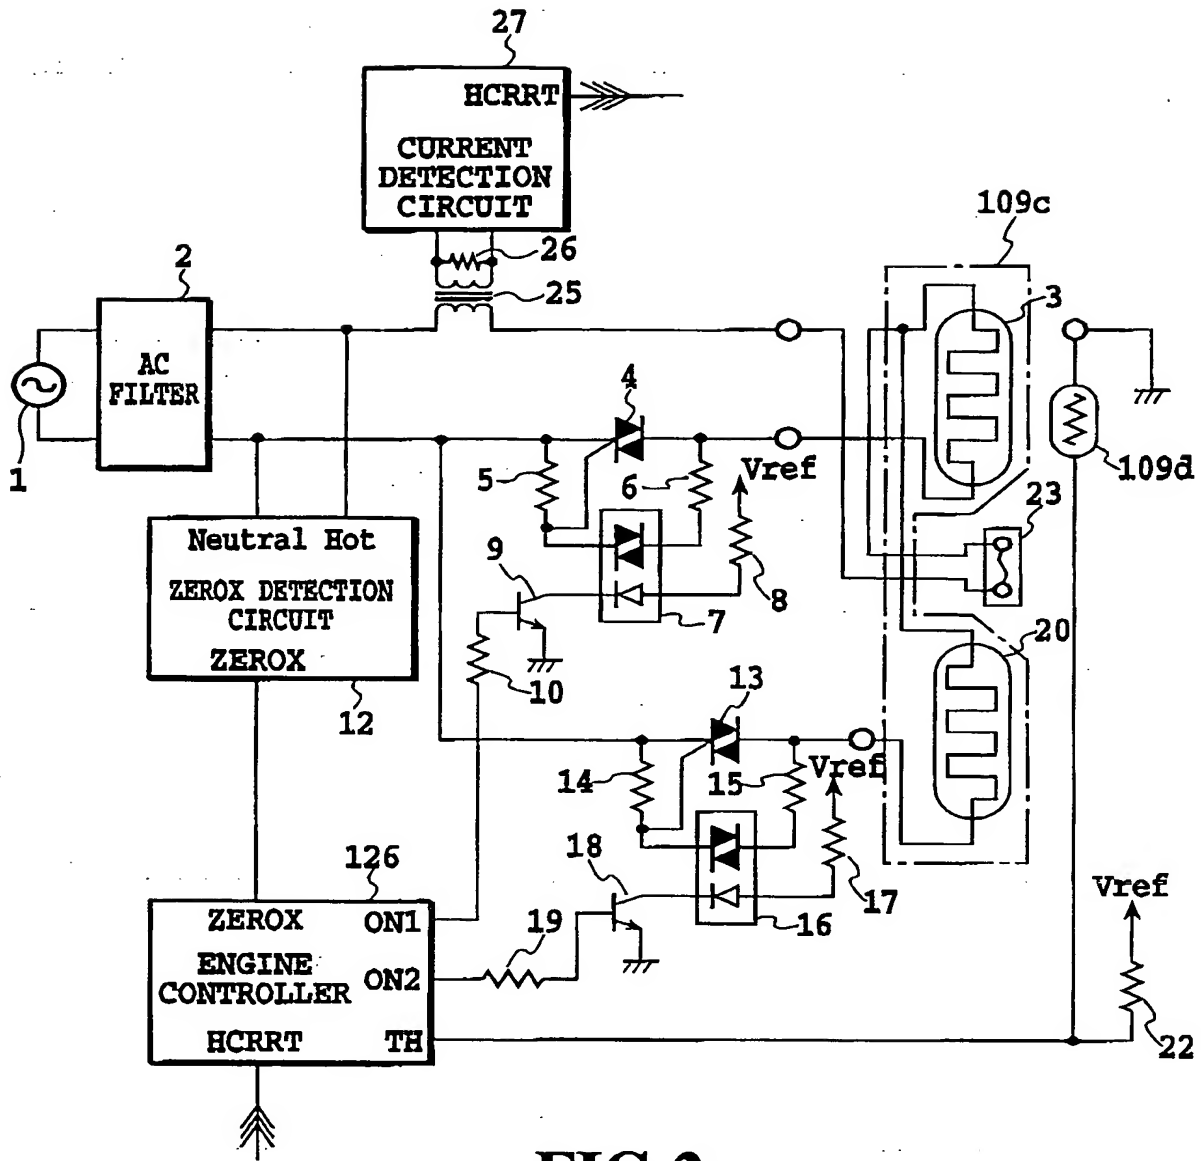 27
HCRRT
CURRENT
DETECTION
CIRCUIT
109c
2
26
25
3
AC
FILTER
4
1
5
6
Vref
109d
23
Neutral Hot
9
ZEROX DETECTION
CIRCUIT
8
7
20
ZEROX
10
12
13
14
15
Vref
126
18
17
Vref
ZEROX
ON1
19
16
ENGINE
CONTROLLER
ON2
HCRRT
TH
22